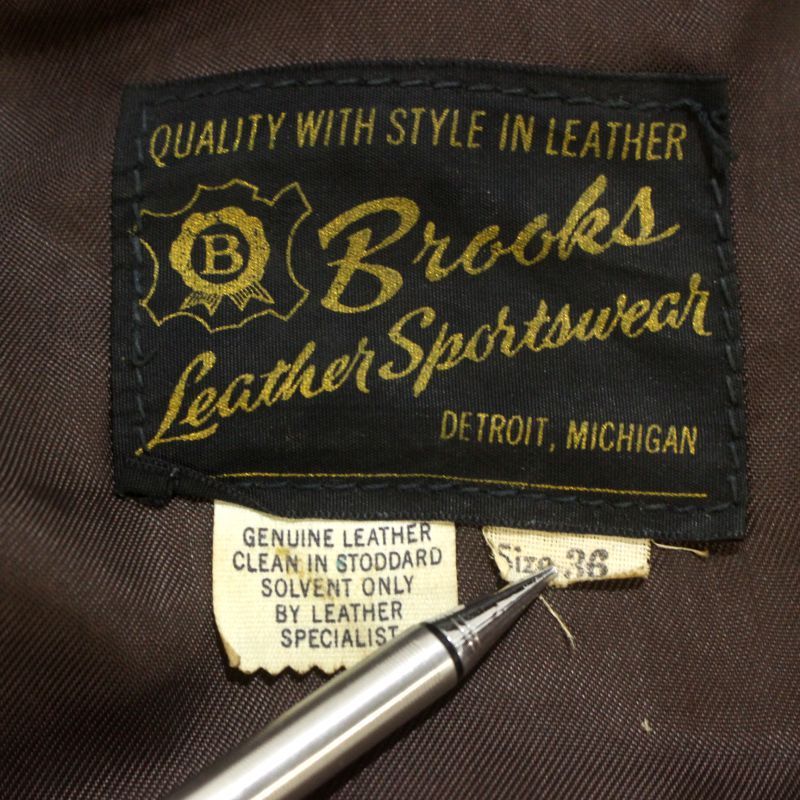 QUALITY WITH STYLE IN LEATHER
B
Brooks
Leather Sportswear
DETROIT, MICHIGAN
GENUINE LEATHER
CLEAN IN STODDARD
SOLVENT ONLY
BY LEATHER
SPECIALIST
Size 36